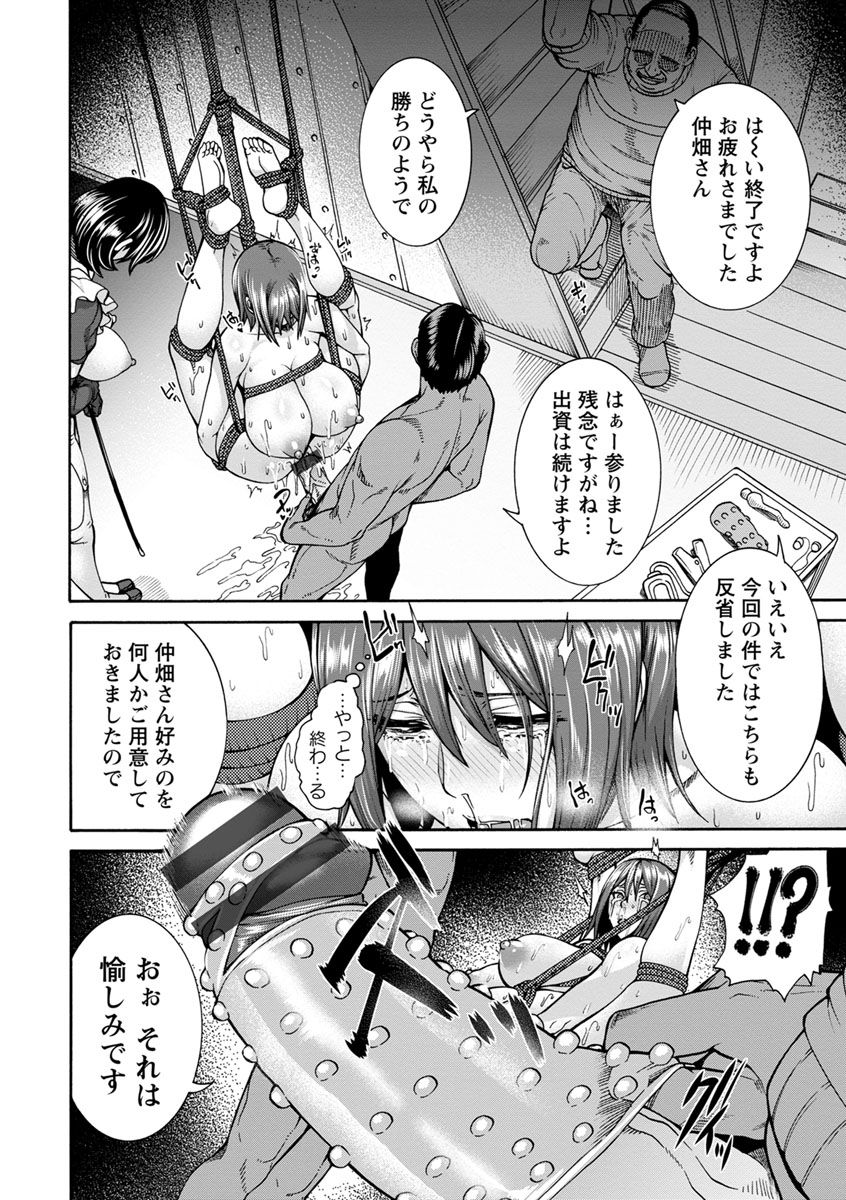 は～い終了ですよ
お疲れさまでした
仲畑さん
どうやら私の
勝ちのようで
はぁー参りました
残念ですがね…
出資は続けますよ
いえいえ
今回の件ではこちらも
反省しました
…やっと…
終わ…る
仲畑さん好みのを
何人かご用意して
おきましたので
!!?
おぉ それは
愉しみです